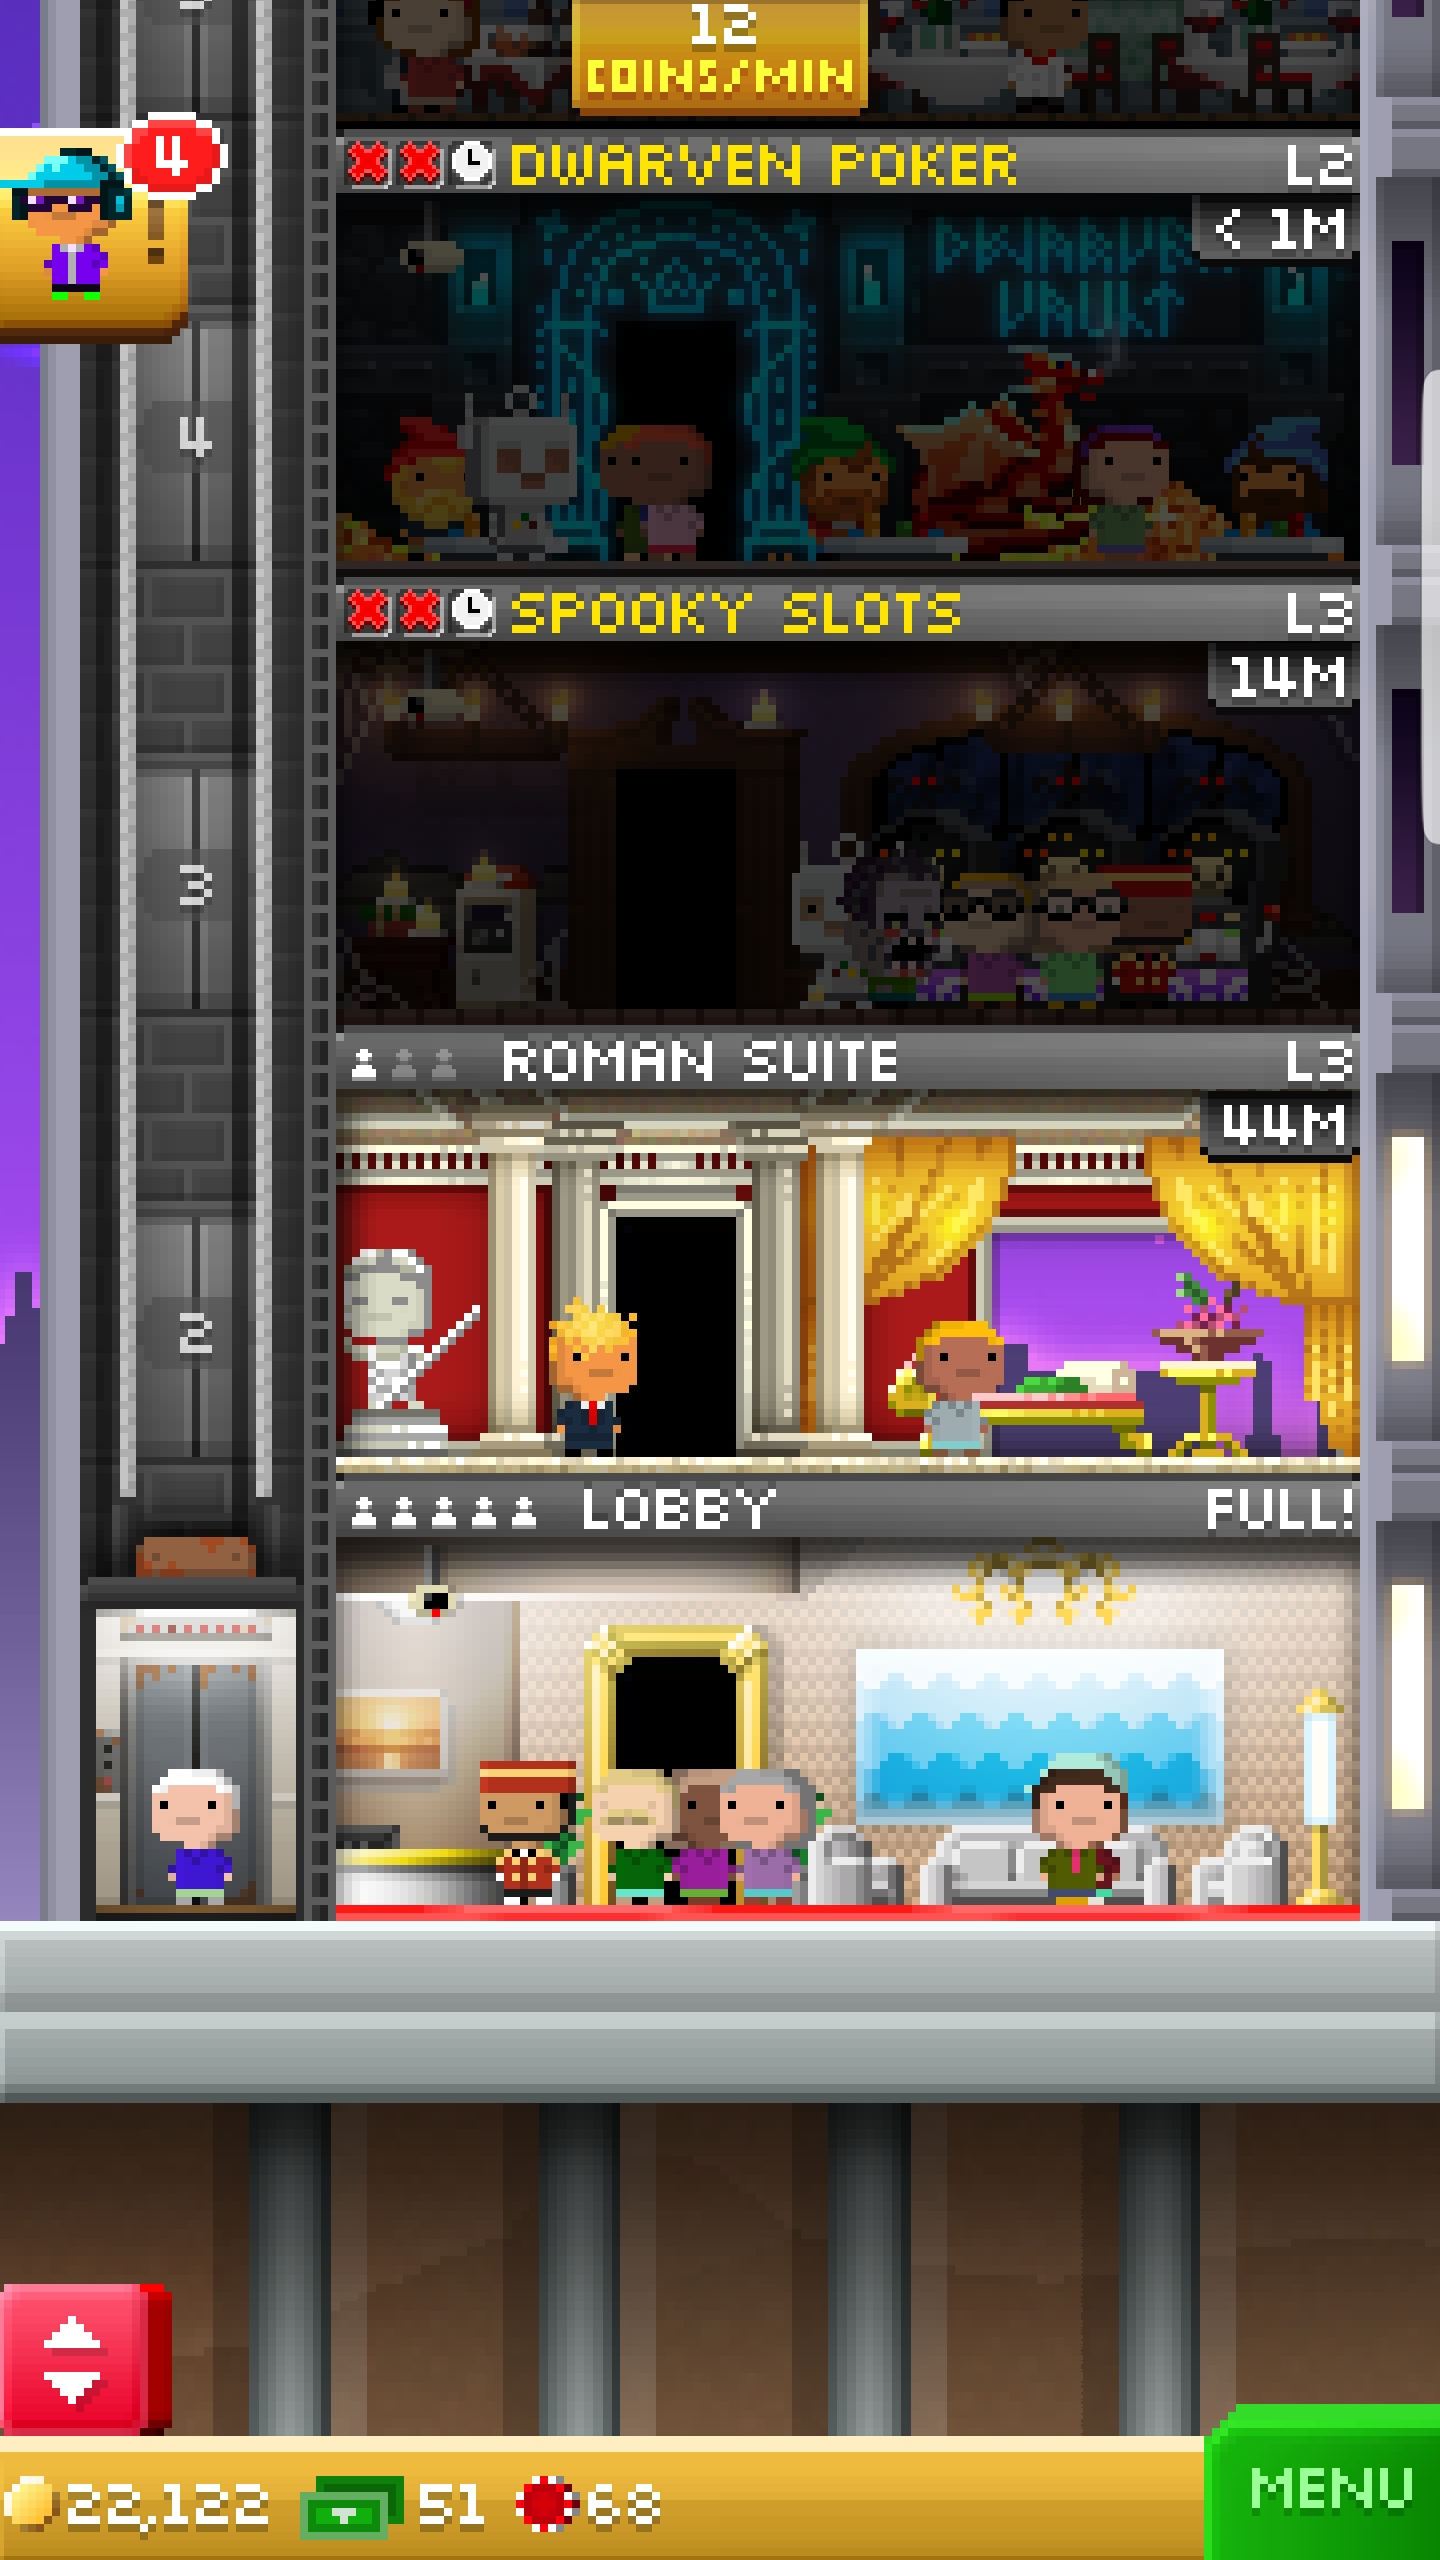 12
COINS/MIN
4
DWARVEN POKER L2
< 1M
4
SPOOKY SLOTS L3
14M
3
ROMAN SUITE L3
44M
2
LOBBY FULL!
MENU
22,122 51 68